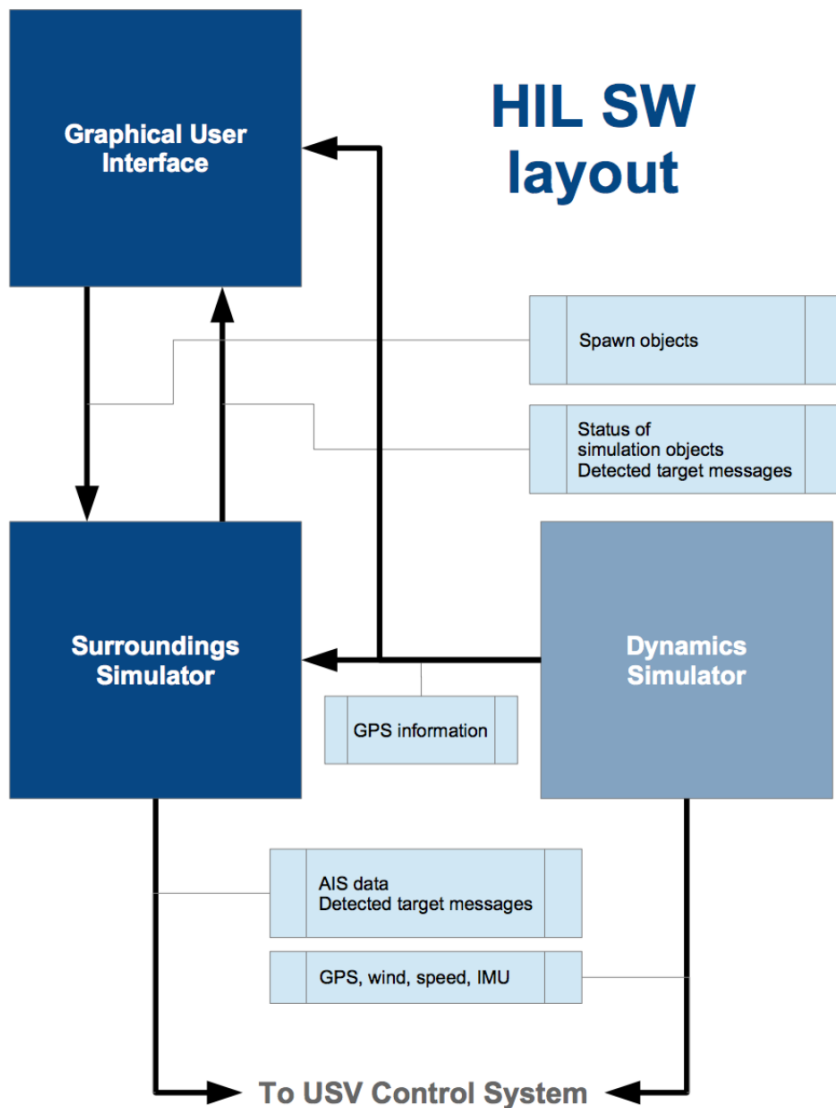 HIL SW
layout
Graphical User
Interface
Spawn objects
Status of
simulation objects
Detected target messages
Surroundings
Simulator
Dynamics
Simulator
GPS information
AIS data
Detected target messages
GPS, wind, speed, IMU
To USV Control System